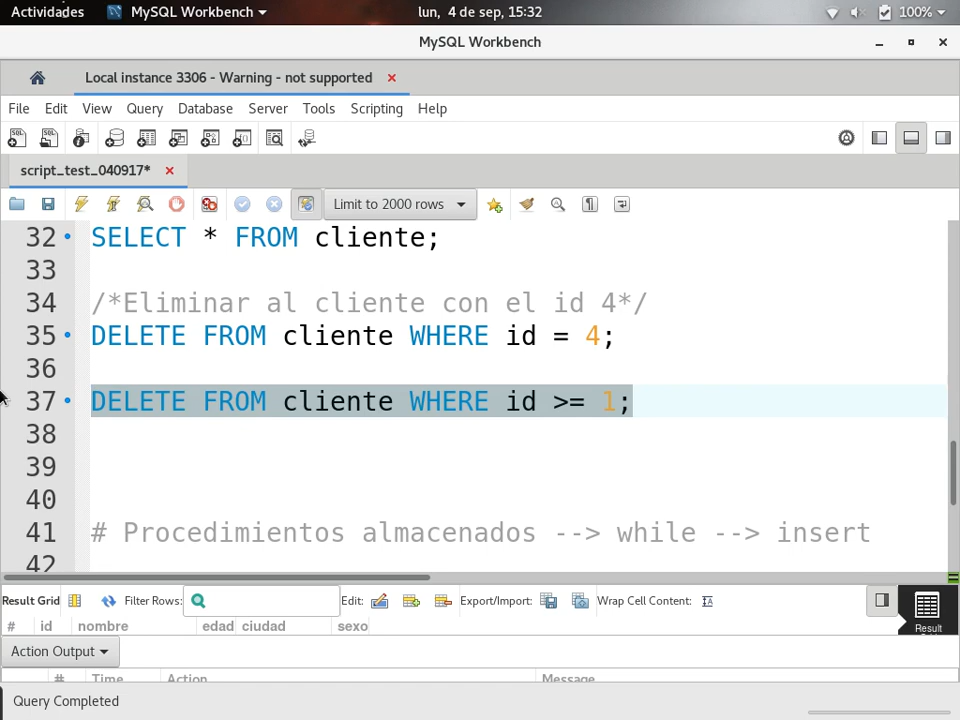 Actividades MySQL Workbench lun, 4 de sep, 15:32 100%
MySQL Workbench
Local instance 3306 - Warning - not supported
File Edit View Query Database Server Tools Scripting Help
script_test_040917*
Limit to 2000 rows
32 SELECT * FROM cliente;
33
34 /*Eliminar al cliente con el id 4*/
35 DELETE FROM cliente WHERE id = 4;
36
37 DELETE FROM cliente WHERE id >= 1;
38
39
40
41 # Procedimientos almacenados --> while --> insert
42
Result Grid Filter Rows: Edit: Export/Import: Wrap Cell Content:
# id nombre edad ciudad sexo
Result
Action Output
# Time Action Message
Query Completed